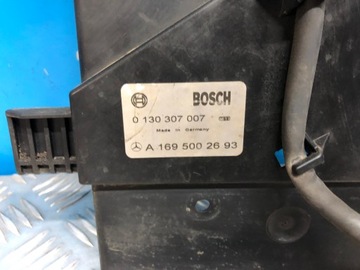 BOSCH
0 130 307 007
Made in Germany
A 169 500 26 93